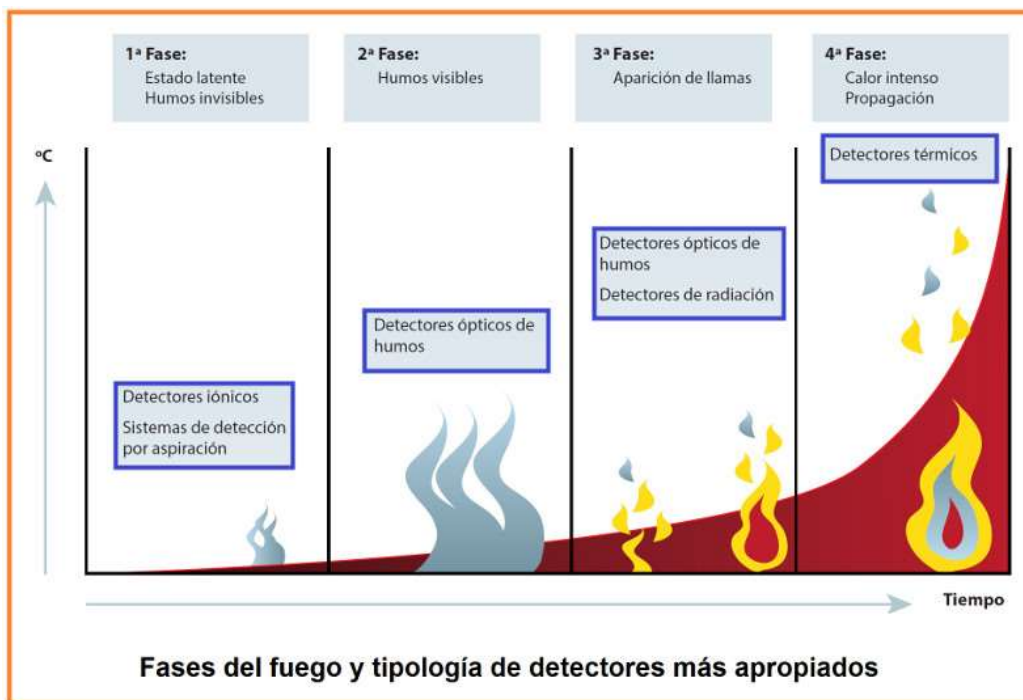 1ª Fase:
Estado latente
Humos invisibles
2ª Fase:
Humos visibles
3ª Fase:
Aparición de llamas
4ª Fase:
Calor intenso
Propagación
ºC
Detectores iónicos
Sistemas de detección
por aspiración
Detectores ópticos de
humos
Detectores ópticos de
humos
Detectores de radiación
Detectores térmicos
Tiempo
Fases del fuego y tipología de detectores más apropiados